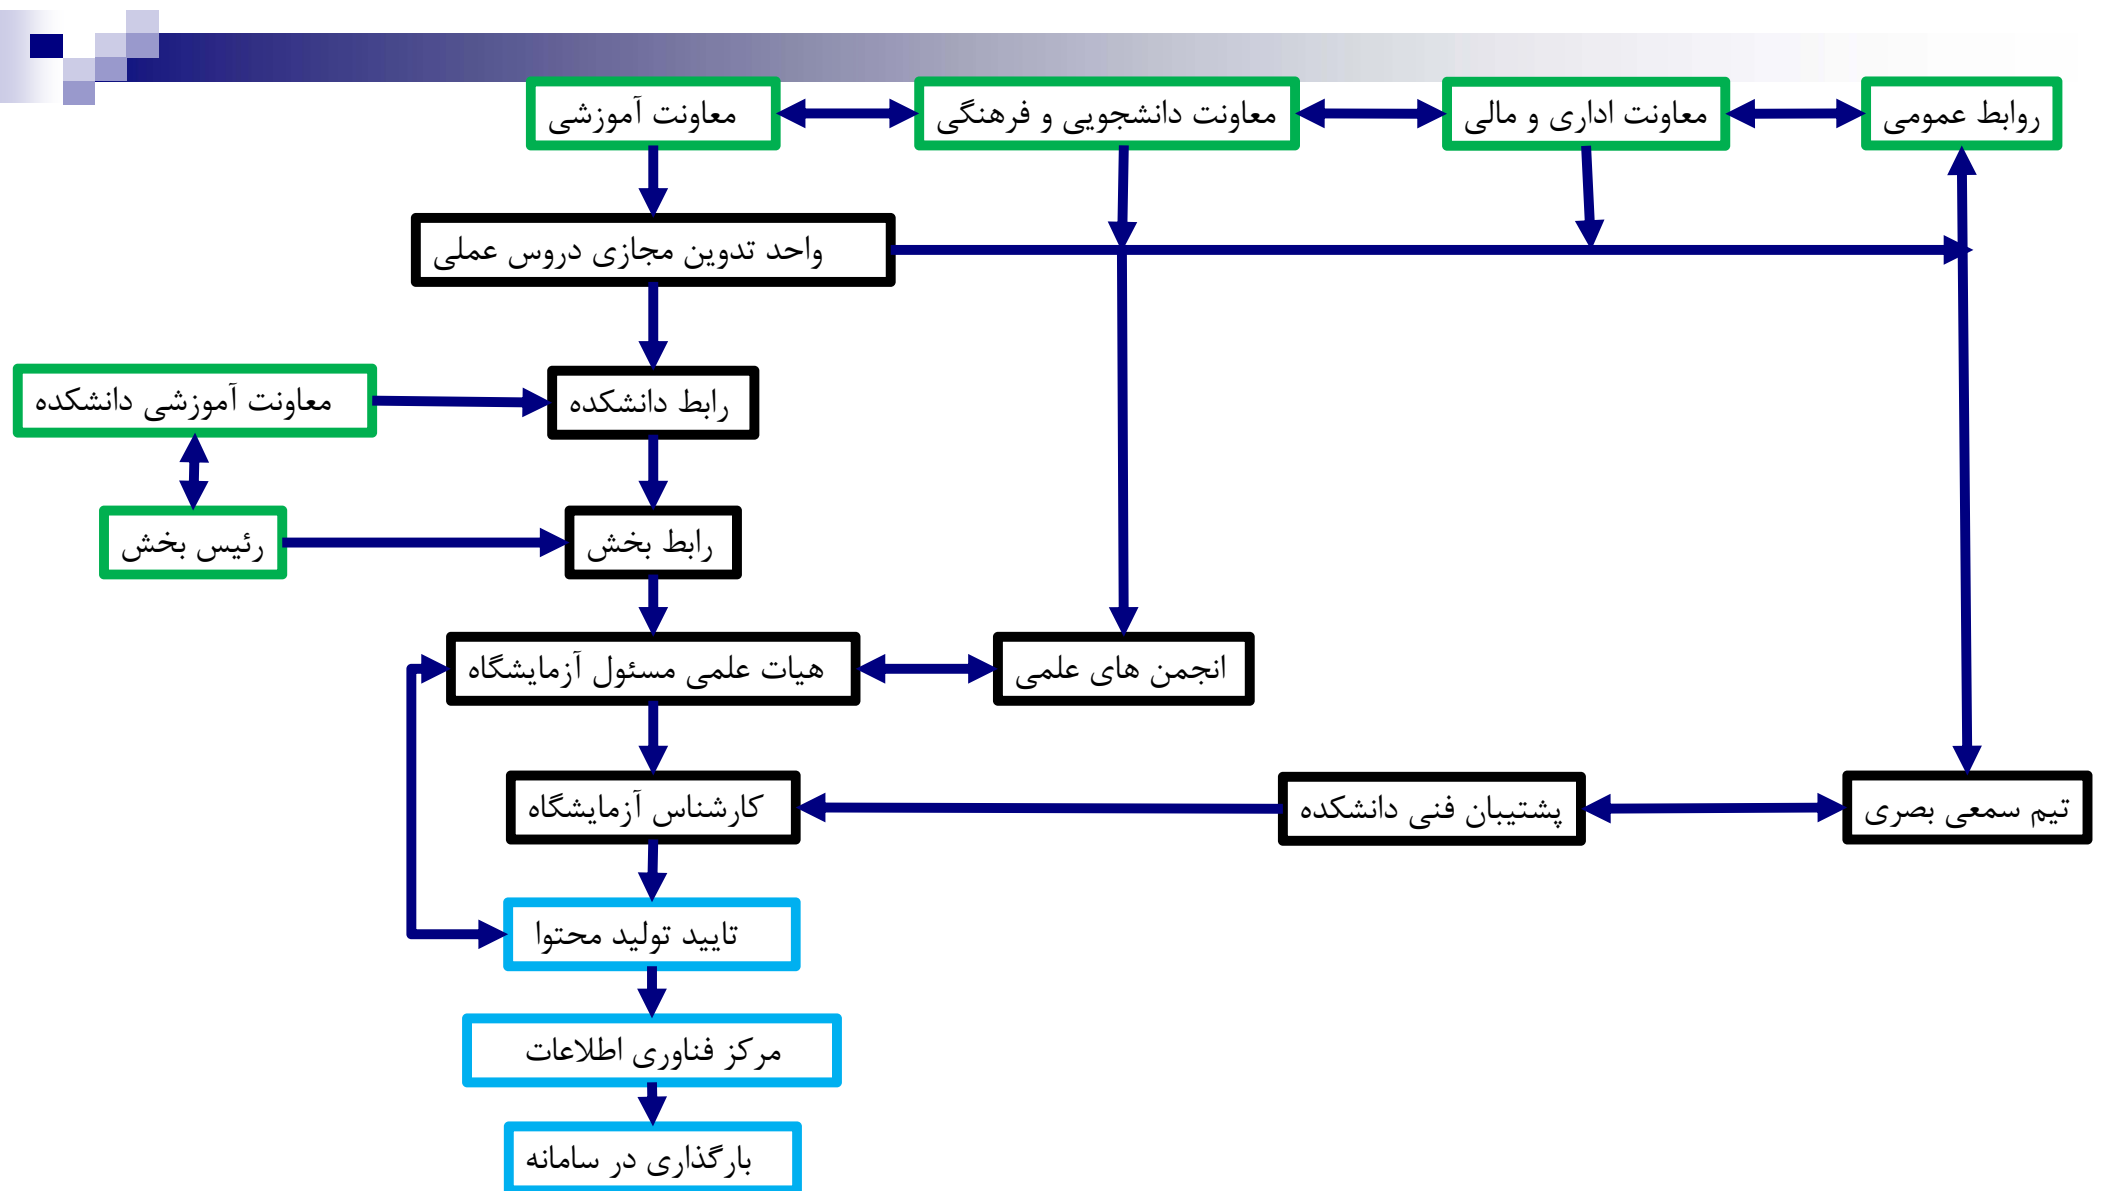 روابط عمومی
معاونت اداری و مالی
معاونت دانشجویی و فرهنگی
معاونت آموزشی
واحد تدوین مجازی دروس عملی
رابط دانشکده
معاونت آموزشی دانشکده
رابط بخش
رئیس بخش
انجمن های علمی
هیات علمی مسئول آزمایشگاه
تیم سمعی بصری
پشتیبان فنی دانشکده
کارشناس آزمایشگاه
تایید تولید محتوا
مرکز فناوری اطلاعات
بارگذاری در سامانه